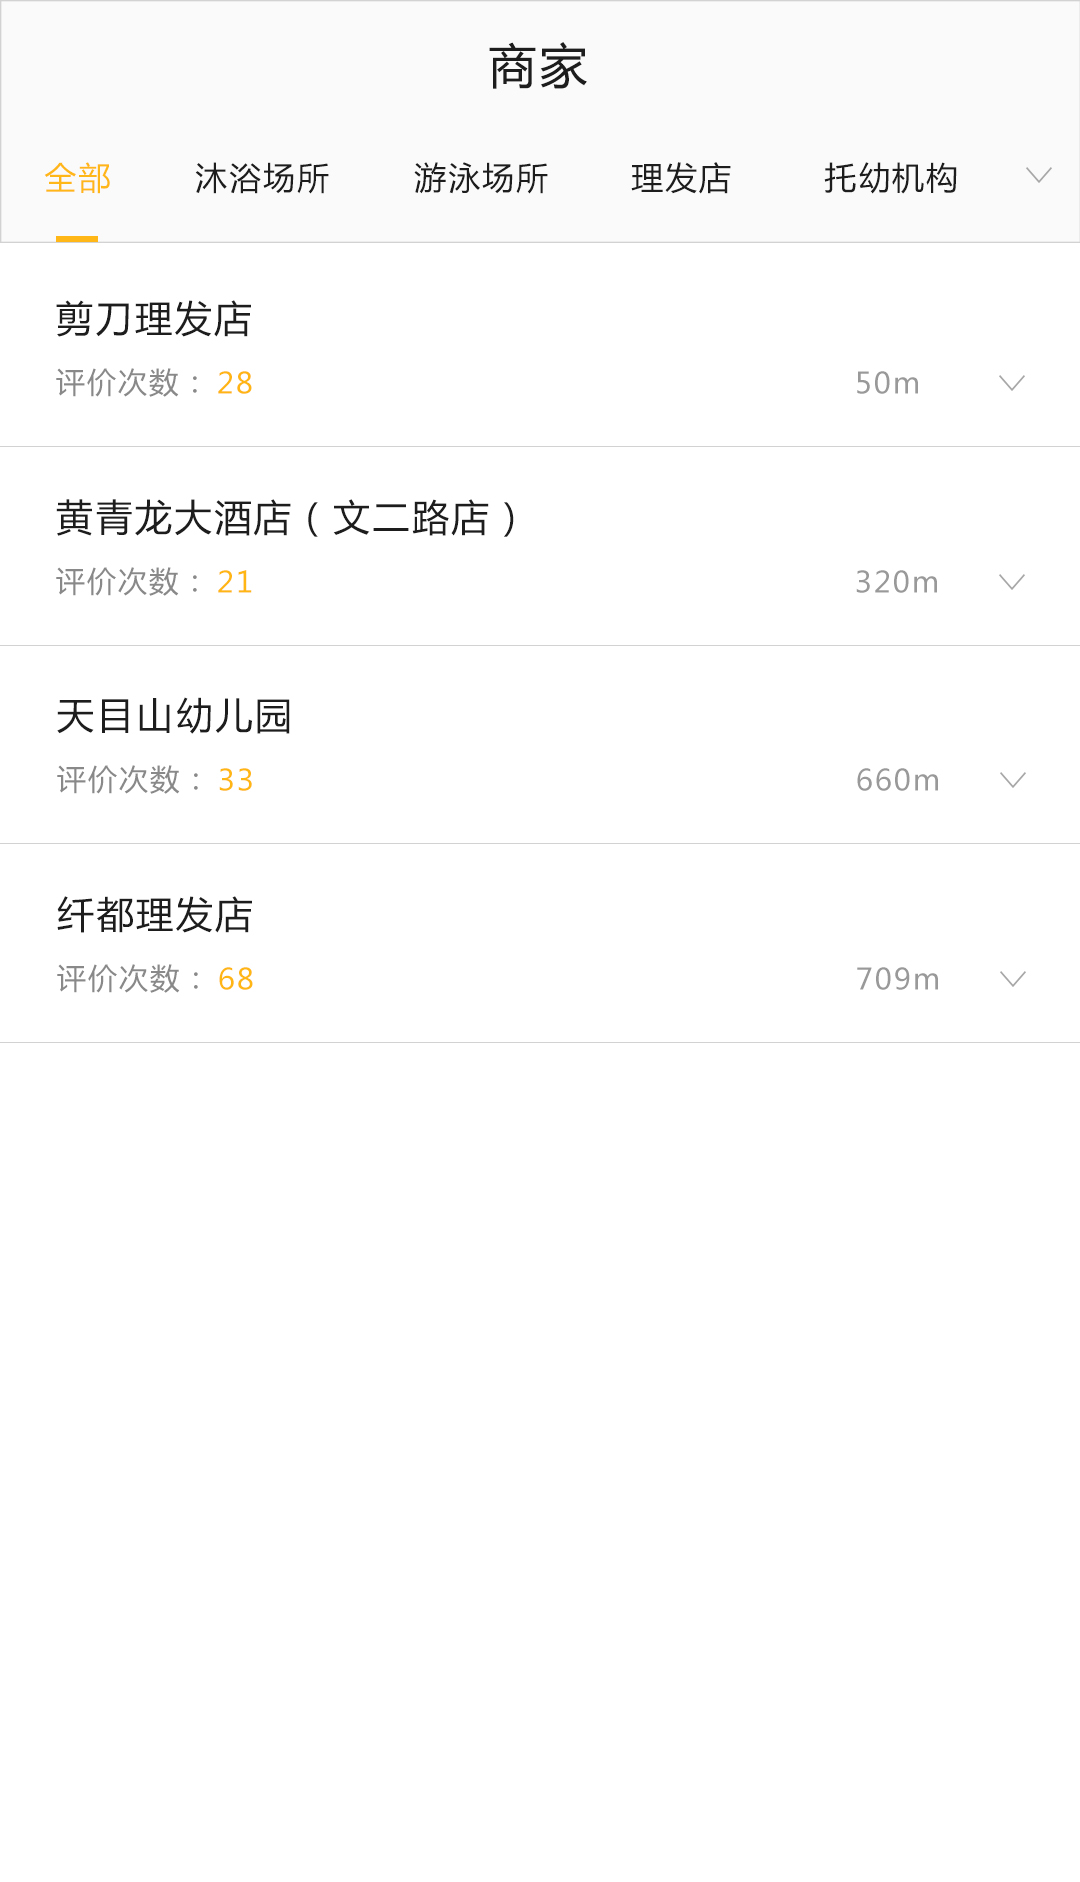 商家
全部 沐浴场所 游泳场所 理发店 托幼机构
剪刀理发店
评价次数：28 50m
黄青龙大酒店（文二路店）
评价次数：21 320m
天目山幼儿园
评价次数：33 660m
纤都理发店
评价次数：68 709m